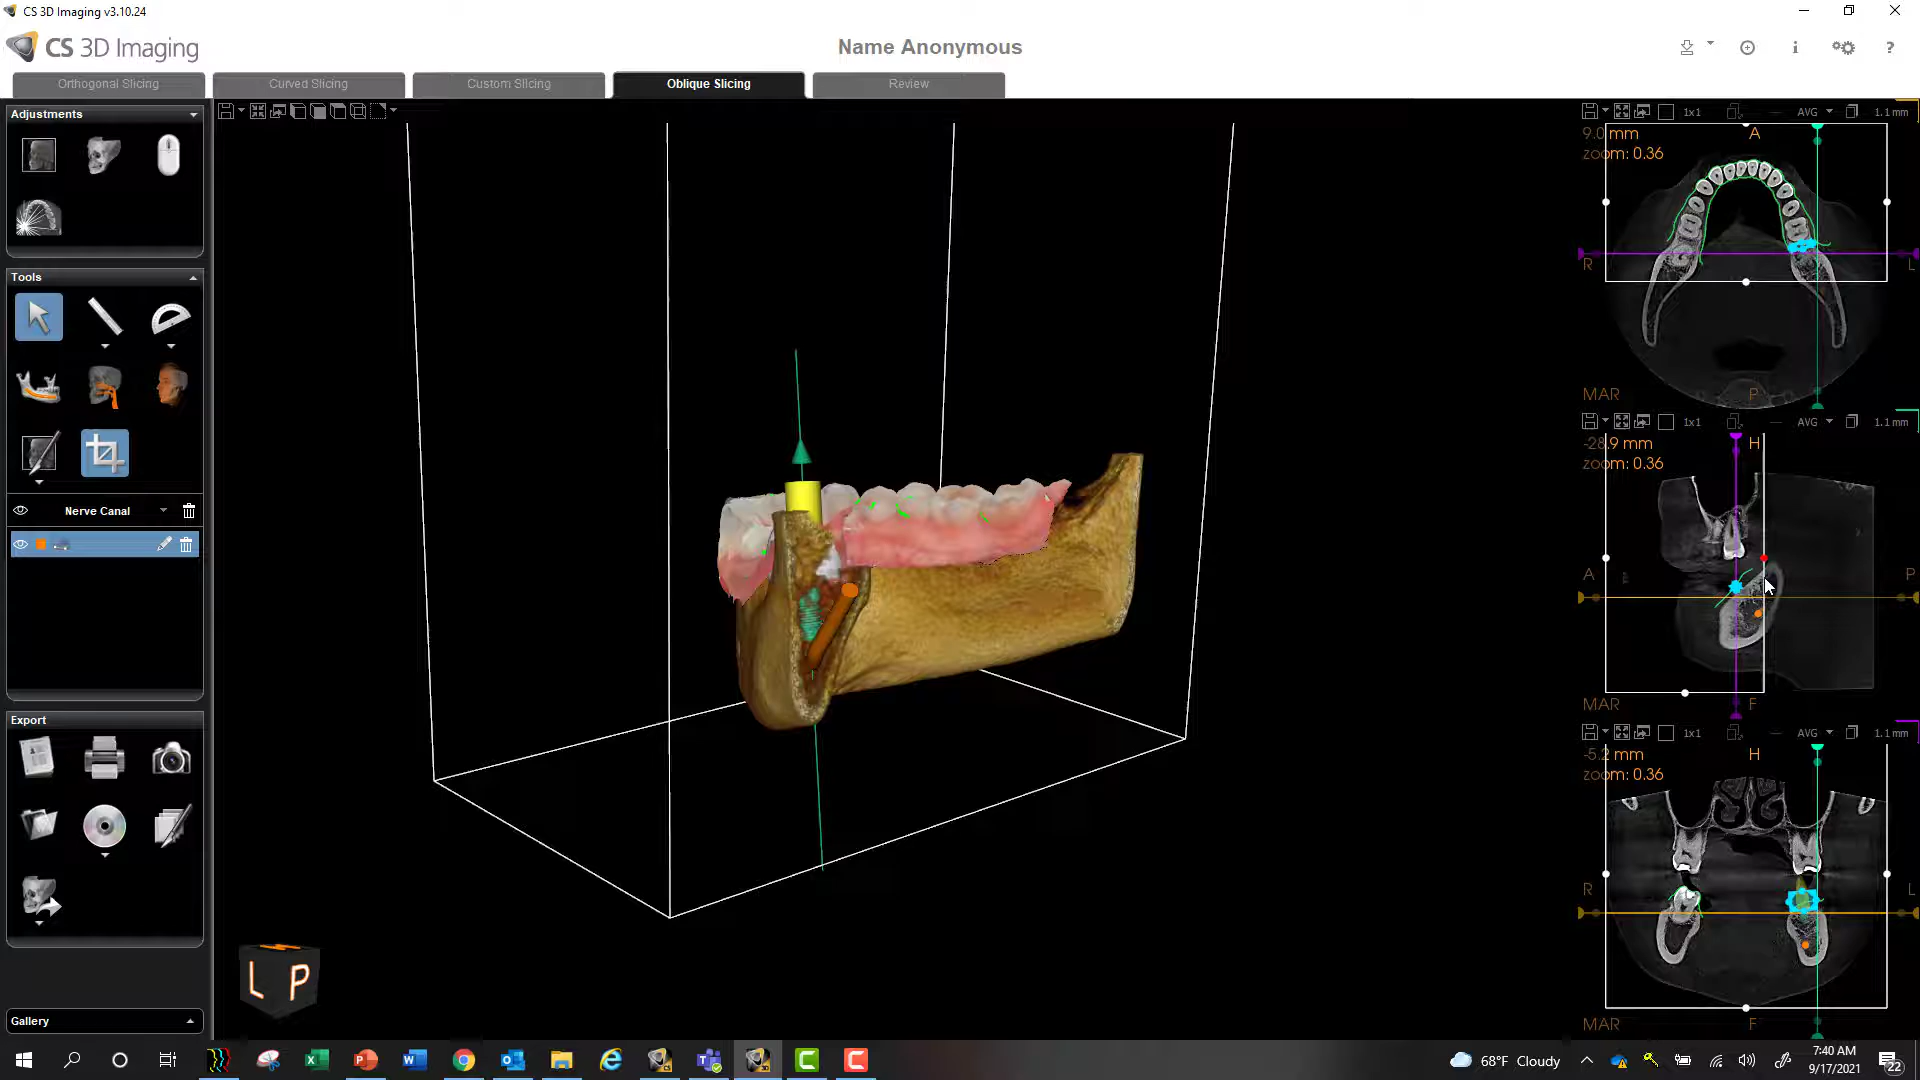 CS 3D Imaging v3.10.24
CS 3D Imaging
Name Anonymous
Orthogonal Slicing
Curved Slicing
Custom Slicing
Oblique Slicing
Review
Adjustments
Tools
Nerve Canal
Export
Gallery
L P
1x1 AVG 1.1 mm
9.0 mm
zoom: 0.36
A
R
L
MAR
P
1x1 AVG 1.1 mm
-28.9 mm
zoom: 0.36
H
A
P
MAR
F
1x1 AVG 1.1 mm
-5.2 mm
zoom: 0.36
H
R
L
MAR
F
68°F Cloudy
7:40 AM
9/17/2021
22